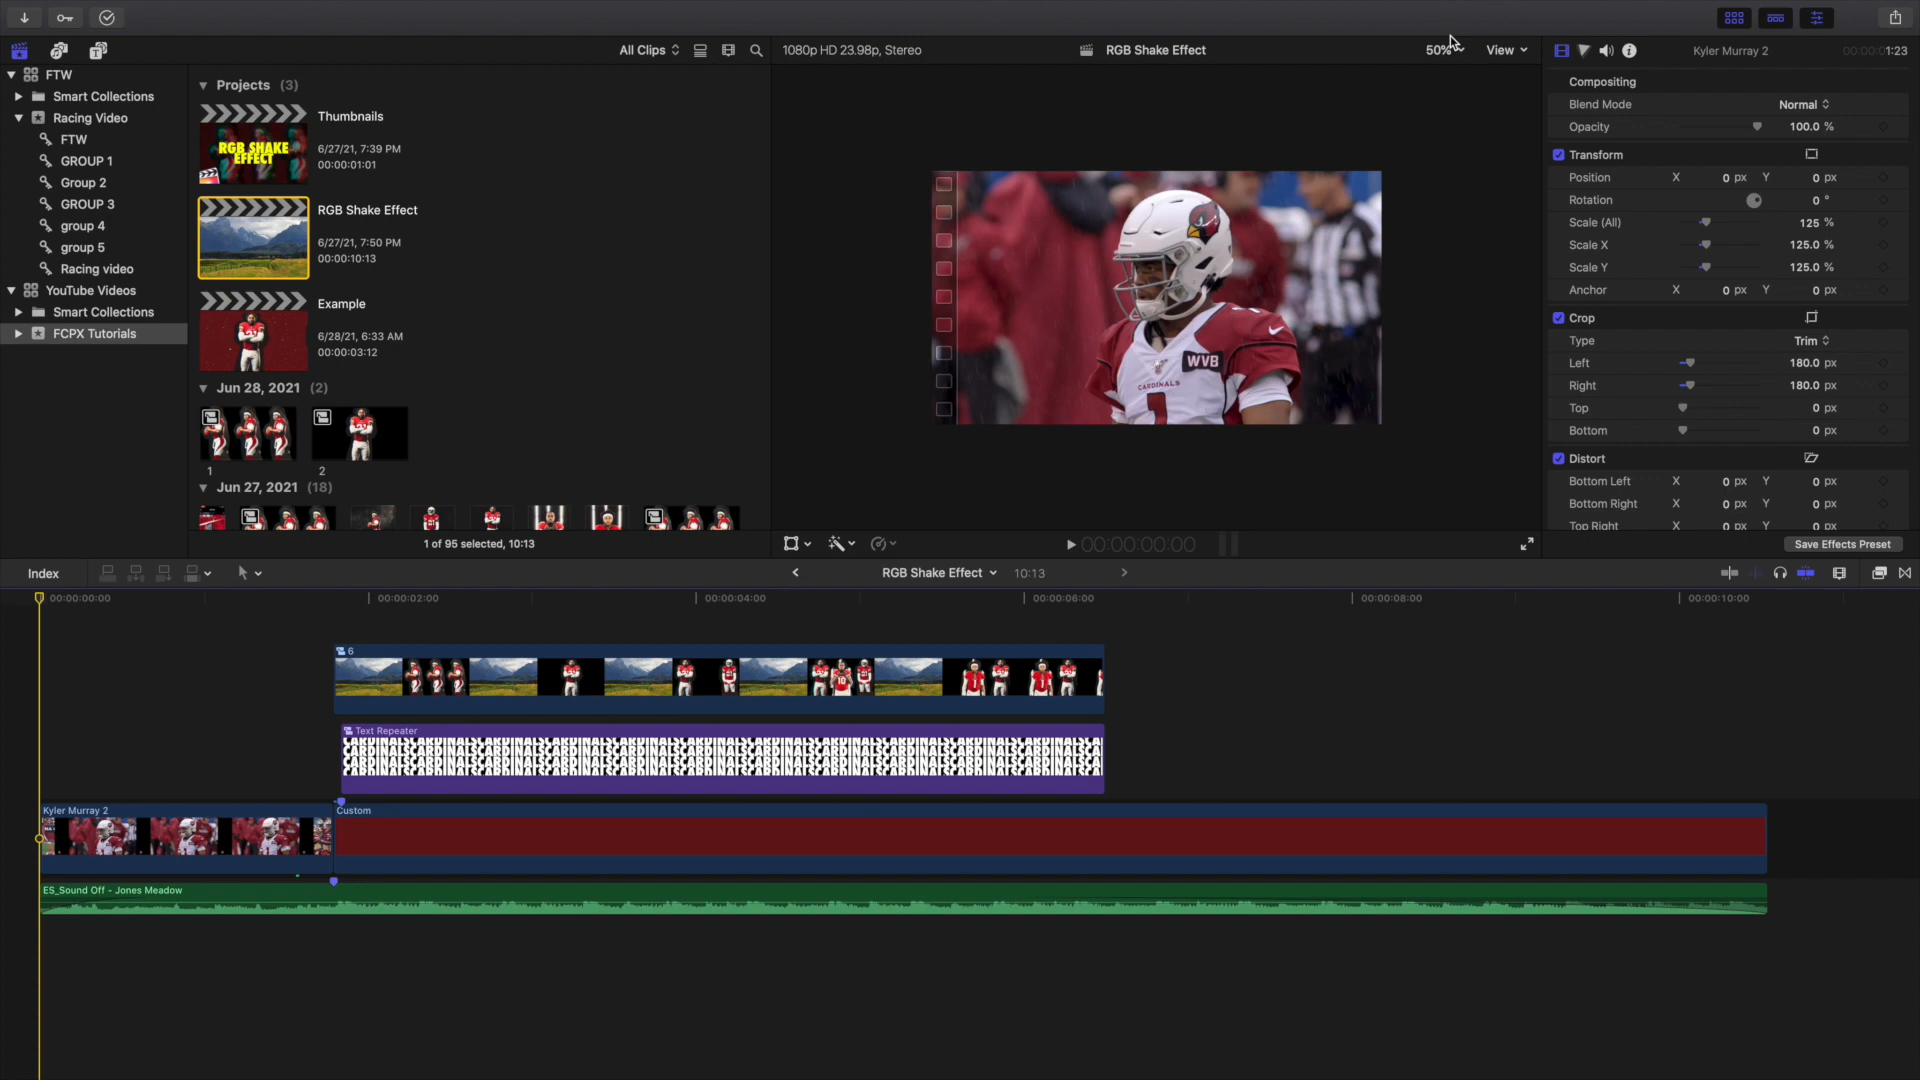 All Clips
1080p HD 23.98p, Stereo
RGB Shake Effect
50%
View
Kyler Murray 2
00:00:01:23
FTW
Smart Collections
Racing Video
FTW
GROUP 1
Group 2
GROUP 3
group 4
group 5
Racing video
YouTube Videos
Smart Collections
FCPX Tutorials
Projects (3)
RGB SHAKE
EFFECT
Thumbnails
6/27/21, 7:39 PM
00:00:01:01
RGB Shake Effect
6/27/21, 7:50 PM
00:00:10:13
Example
6/28/21, 6:33 AM
00:00:03:12
Jun 28, 2021 (2)
1
2
Jun 27, 2021 (18)
1 of 95 selected, 10:13
WVB
CARDINALS
1
00:00:00:00
Compositing
Blend Mode Normal
Opacity 100.0 %
Transform
Position X 0 px Y 0 px
Rotation 0 °
Scale (All) 125 %
Scale X 125.0 %
Scale Y 125.0 %
Anchor X 0 px Y 0 px
Crop
Type Trim
Left 180.0 px
Right 180.0 px
Top 0 px
Bottom 0 px
Distort
Bottom Left X 0 px Y 0 px
Bottom Right X 0 px Y 0 px
Top Right X 0 px Y 0 px
Save Effects Preset
Index
RGB Shake Effect
10:13
00:00:00:00
00:00:02:00
00:00:04:00
00:00:06:00
00:00:08:00
00:00:10:00
6
Text Repeater
CARDINALSCARDINALSCARDINALSCARDINALSCARDINALSCARDINALSCARDINALSCARDINALSCARDINALSCARDINALSCARDINALSCA
Kyler Murray 2
Custom
ES_Sound Off - Jones Meadow